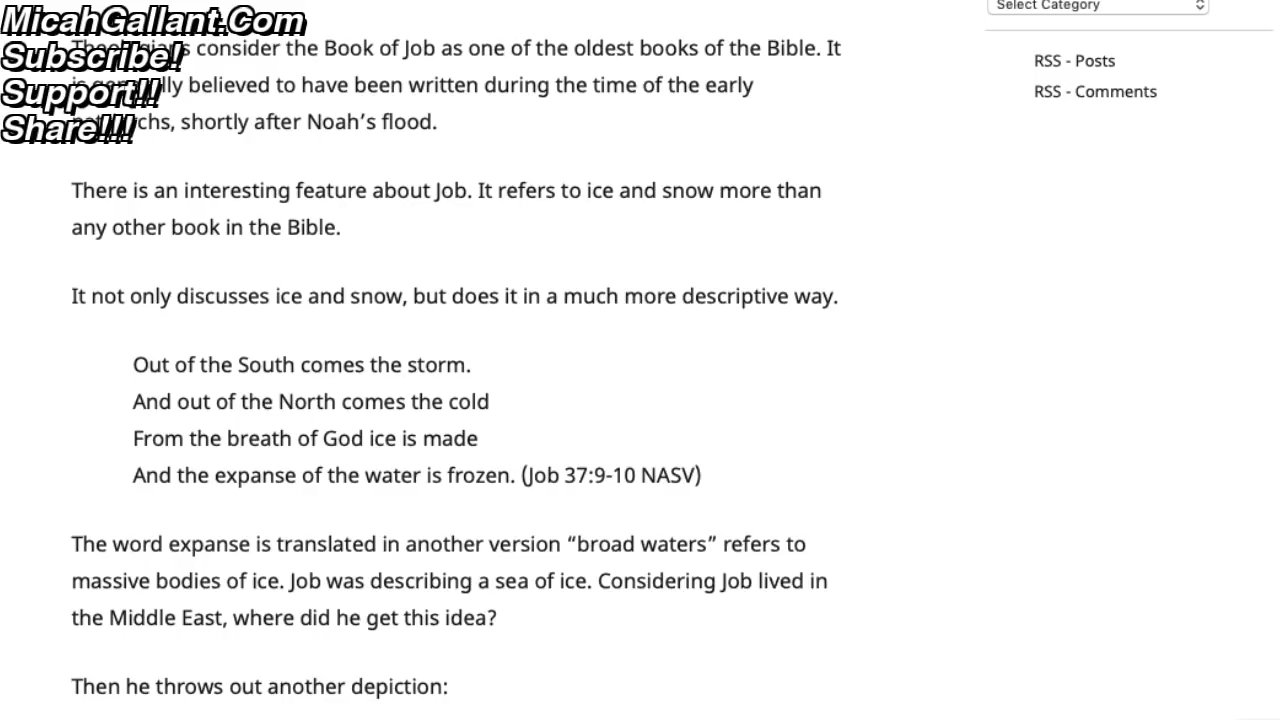 MicahGallant.Com
Subscribe!
Support!!
Share!!!
Select Category
RSS - Posts
RSS - Comments
consider the Book of Job as one of the oldest books of the Bible. It
believed to have been written during the time of the early
shortly after Noah’s flood.
There is an interesting feature about Job. It refers to ice and snow more than
any other book in the Bible.
It not only discusses ice and snow, but does it in a much more descriptive way.
Out of the South comes the storm.
And out of the North comes the cold
From the breath of God ice is made
And the expanse of the water is frozen. (Job 37:9-10 NASV)
The word expanse is translated in another version “broad waters” refers to
massive bodies of ice. Job was describing a sea of ice. Considering Job lived in
the Middle East, where did he get this idea?
Then he throws out another depiction: